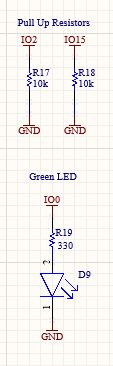 Pull Up Resistors
IO2 IO15
R17 R18
10k 10k
GND GND
Green LED
IO0
R19
330
2
D9
1
GND